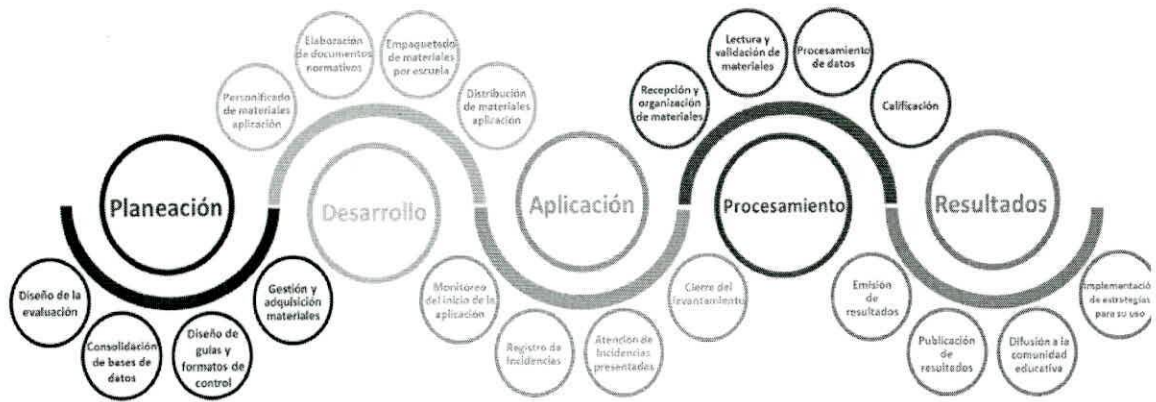 Planeación
Diseño de la
evaluación
Consolidación
de bases de
datos
Diseño de
guías y
formatos de
control
Gestión y
adquisición
materiales
Desarrollo
Personificado
de materiales
aplicación
Elaboración
de documentos
normativos
Empaquetado
de materiales
por escuela
Distribución
de materiales
aplicación
Aplicación
Monitoreo
del inicio de la
aplicación
Registro de
Incidencias
Atención de
Incidencias
presentadas
Cierre del
levantamiento
Procesamiento
Recepción y
organización
de materiales
Lectura y
validación de
materiales
Procesamiento
de datos
Calificación
Resultados
Emisión
de
resultados
Publicación
de
resultados
Difusión a la
comunidad
educativa
Implementació
de estrategias
para su uso